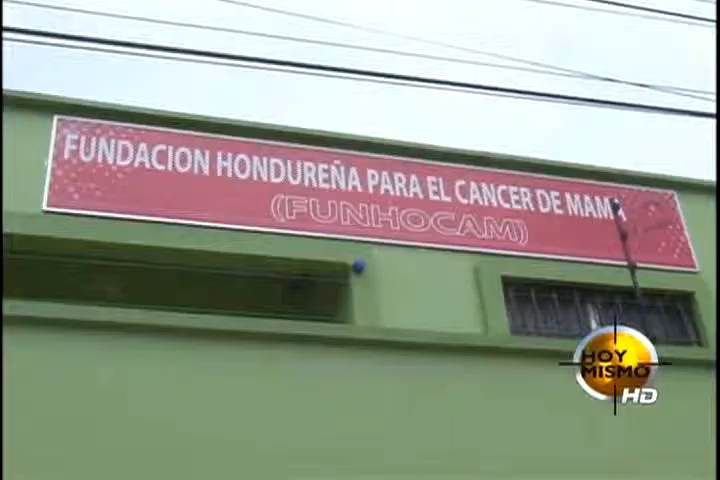 FUNDACION HONDUREÑA PARA EL CANCER DE MAMA
(FUNHOCAM)
HOY
MISMO
HD